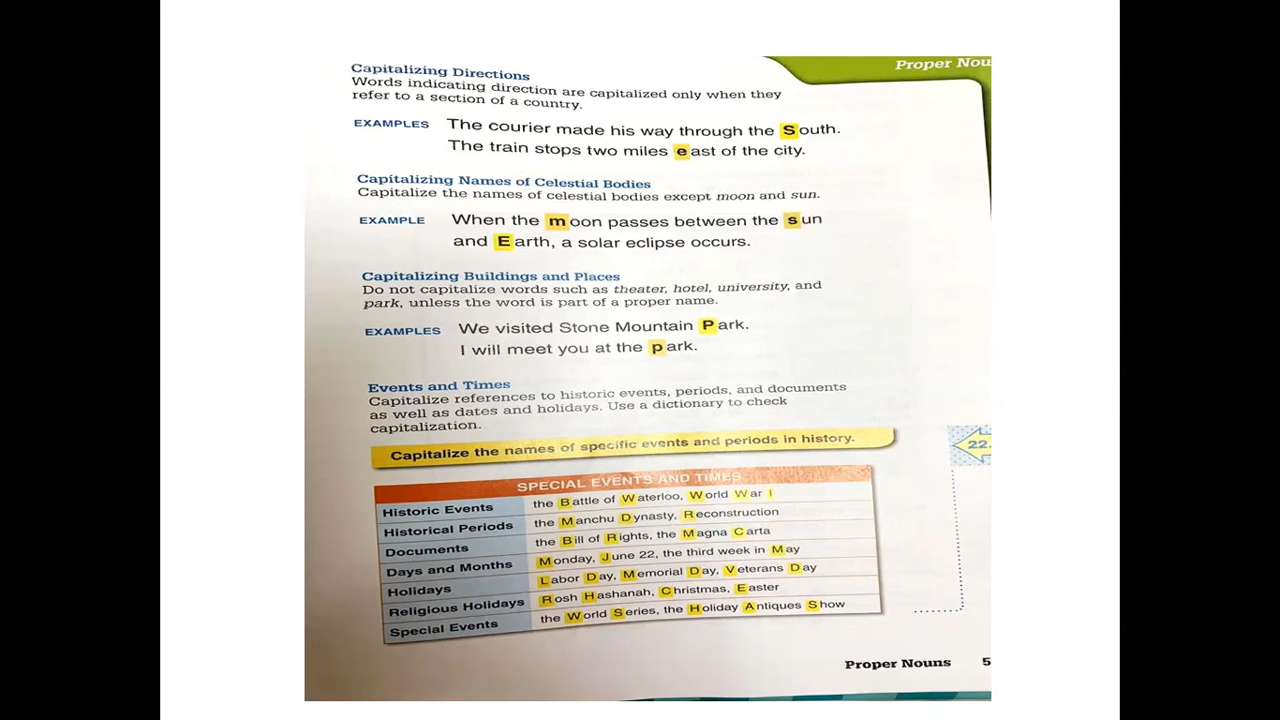 Proper Nou
Capitalizing Directions
Words indicating direction are capitalized only when they
refer to a section of a country.
EXAMPLES The courier made his way through the South.
The train stops two miles east of the city.
Capitalizing Names of Celestial Bodies
Capitalize the names of celestial bodies except moon and sun.
EXAMPLE When the moon passes between the sun
and Earth, a solar eclipse occurs.
Capitalizing Buildings and Places
Do not capitalize words such as theater, hotel, university, and
park, unless the word is part of a proper name.
EXAMPLES We visited Stone Mountain Park.
I will meet you at the park.
Events and Times
Capitalize references to historic events, periods, and documents
as well as dates and holidays. Use a dictionary to check
capitalization.
Capitalize the names of specific events and periods in history.
22.
SPECIAL EVENTS AND TIMES
Historic Events the Battle of Waterloo, World War I
Historical Periods the Manchu Dynasty, Reconstruction
Documents the Bill of Rights, the Magna Carta
Days and Months Monday, June 22, the third week in May
Holidays Labor Day, Memorial Day, Veterans Day
Religious Holidays Rosh Hashanah, Christmas, Easter
Special Events the World Series, the Holiday Antiques Show
Proper Nouns 5